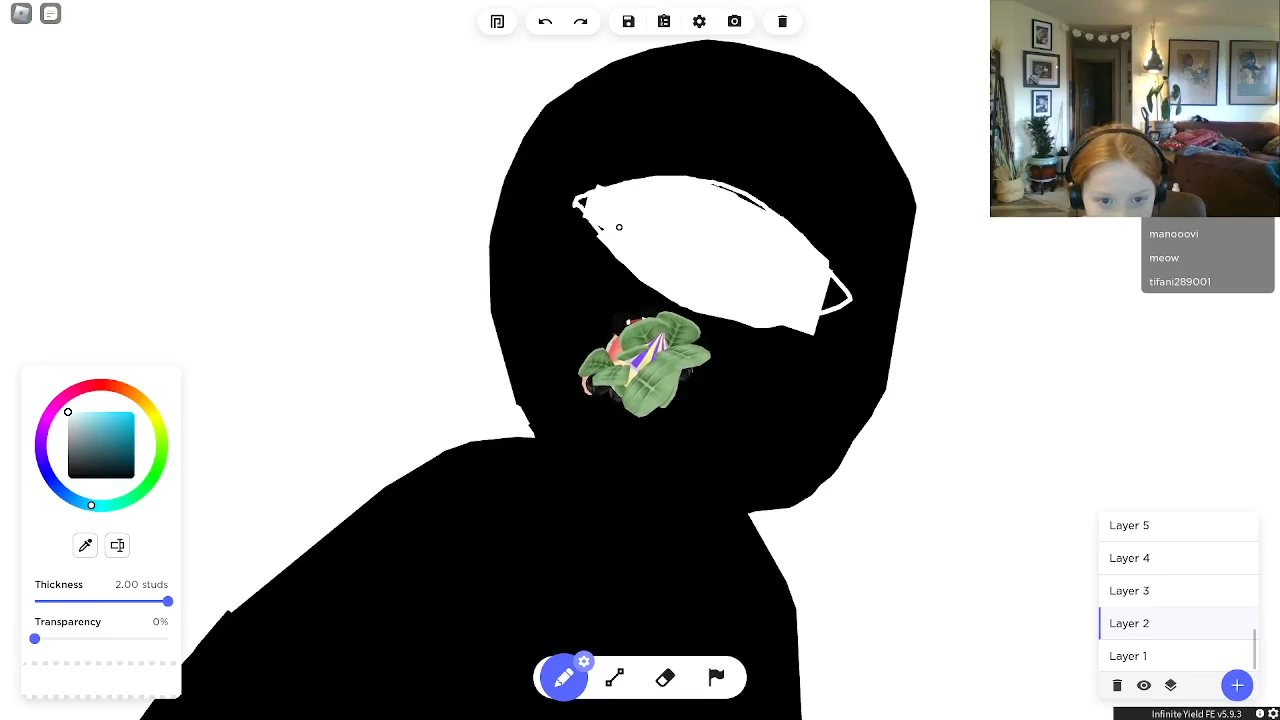 manooovi
meow
tifani289001
Thickness 2.00 studs
Transparency 0%
Layer 5
Layer 4
Layer 3
Layer 2
Layer 1
Infinite Yield FE v5.9.3